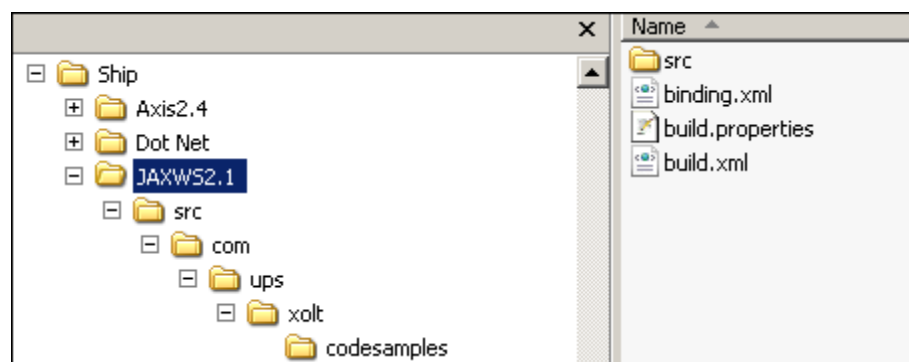 Name
Ship
Axis2.4
Dot Net
JAXWS2.1
src
com
ups
xolt
codesamples
src
binding.xml
build.properties
build.xml